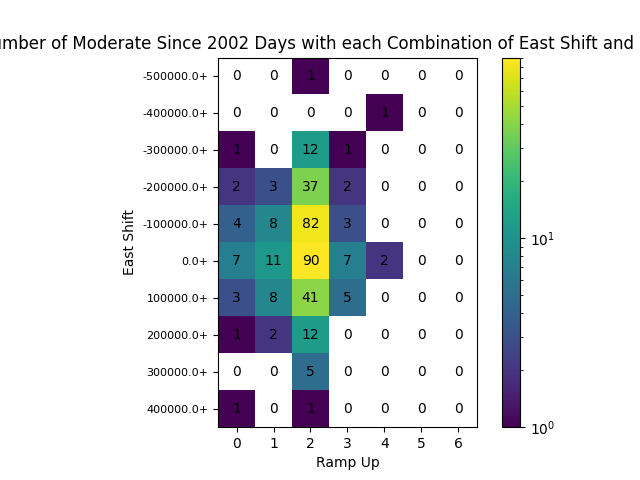 mber of Moderate Since 2002 Days with each Combination of East Shift and
-500000.0+ 0 0 1 0 0 0 0
-400000.0+ 0 0 0 0 1 0 0
-300000.0+ 1 0 12 1 0 0 0
-200000.0+ 2 3 37 2 0 0 0
-100000.0+ 4 8 82 3 0 0 0
0.0+ 7 11 90 7 2 0 0
100000.0+ 3 8 41 5 0 0 0
200000.0+ 1 2 12 0 0 0 0
300000.0+ 0 0 5 0 0 0 0
400000.0+ 1 0 1 0 0 0 0
0 1 2 3 4 5 6
Ramp Up
East Shift
10¹
10⁰